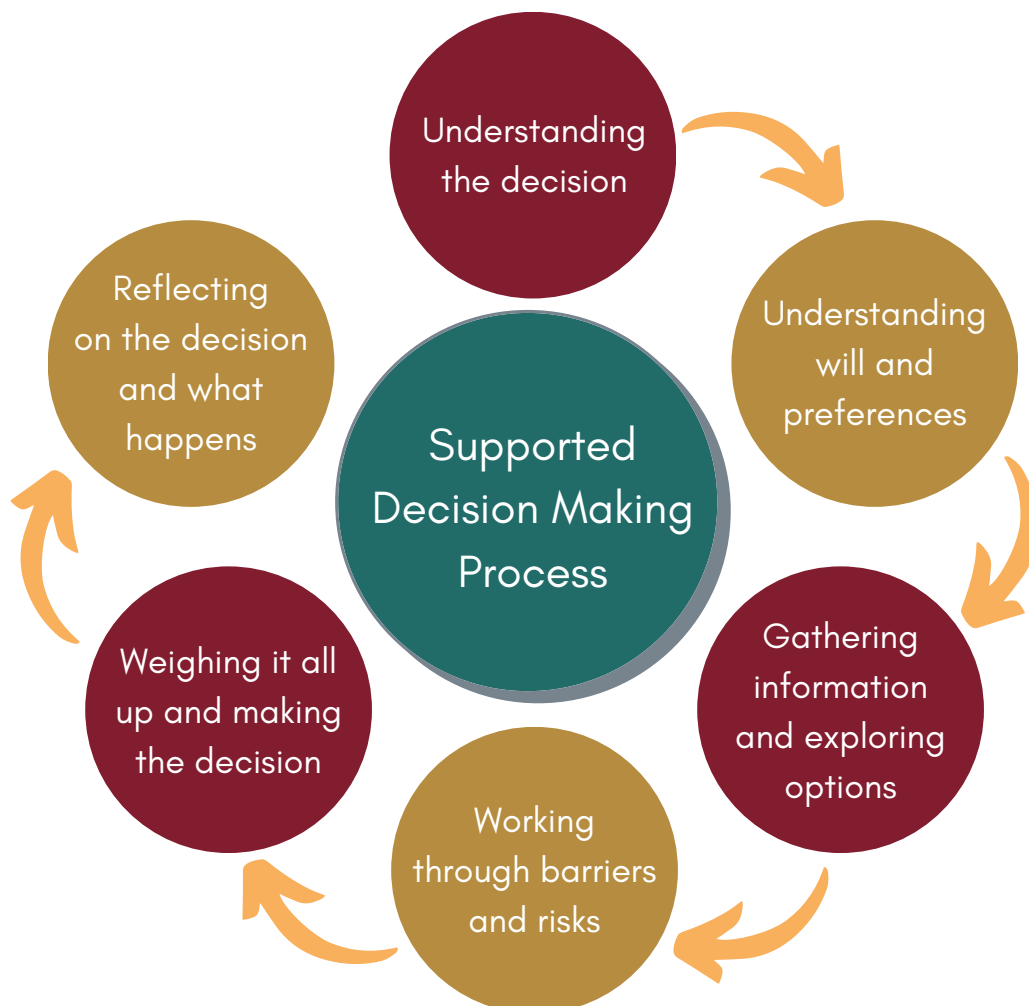 Supported
Decision Making
Process
Understanding
the decision
Understanding
will and
preferences
Gathering
information
and exploring
options
Working
through barriers
and risks
Weighing it all
up and making
the decision
Reflecting
on the decision
and what
happens